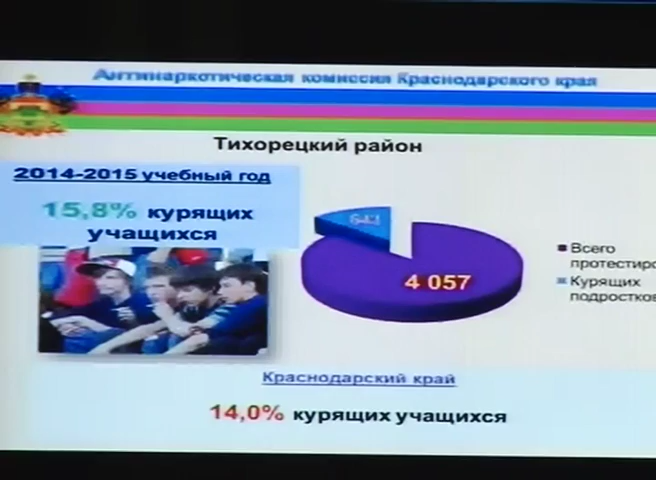 Антинаркотическая комиссия Краснодарского края
Тихорецкий район
2014-2015 учебный год
15,8% курящих
учащихся
643
4 057
Всего
протестиро
Курящих
подростков
Краснодарский край
14,0% курящих учащихся